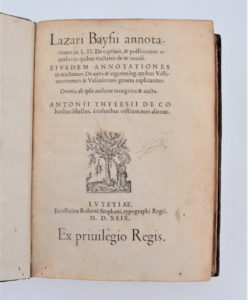 Lazari Bayfii annota-
tiones in L. II. De captiuis, & postliminio re-
uersis: in quibus tractatur de re nauali.
EIVSDEM ANNOTATIONES
in tractatum De auro & argento leg. quibus Vesti-
mentorum & Vasculorum genera explicantur.
Omnia ab ipso authore recognita & aucta.
ANTONII THYLESII DE CO-
loribus libellus, à coloribus vestium non alienus.
LVTETIAE,
Ex officina Roberti Stephani, typographi Regii.
M. D. XLIX.
Ex priuilegio Regis.